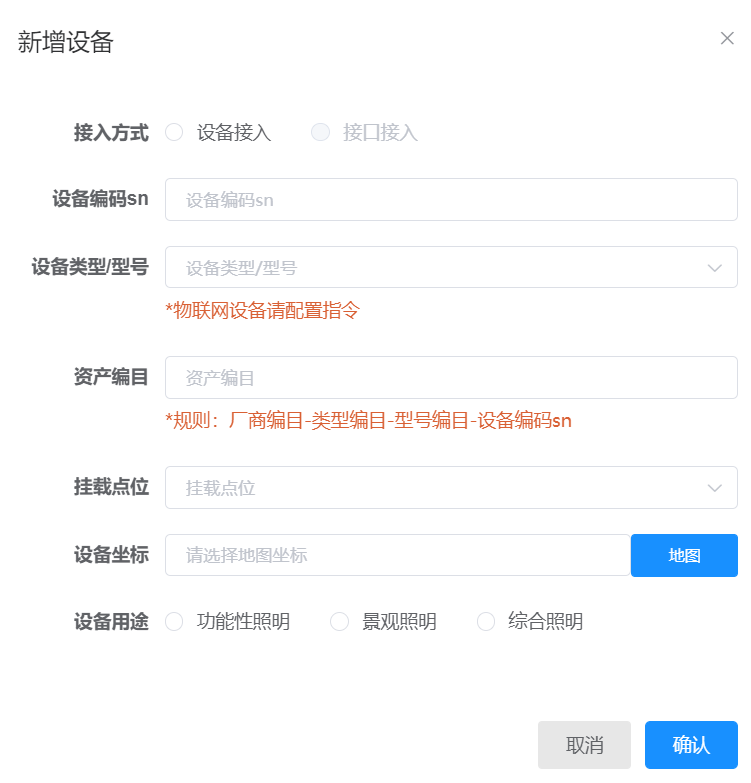 新增设备
接入方式 设备接入 接口接入
设备编码sn 设备编码sn
设备类型/型号 设备类型/型号
*物联网设备请配置指令
资产编目 资产编目
*规则：厂商编目-类型编目-型号编目-设备编码sn
挂载点位 挂载点位
设备坐标 请选择地图坐标 地图
设备用途 功能性照明 景观照明 综合照明
取消 确认